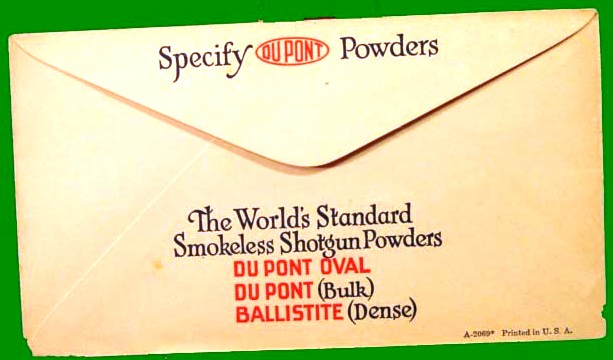 Specify DU PONT Powders
The World's Standard
Smokeless Shotgun Powders
DU PONT OVAL
DU PONT (Bulk)
BALLISTITE (Dense)
A-2069* Printed in U. S. A.